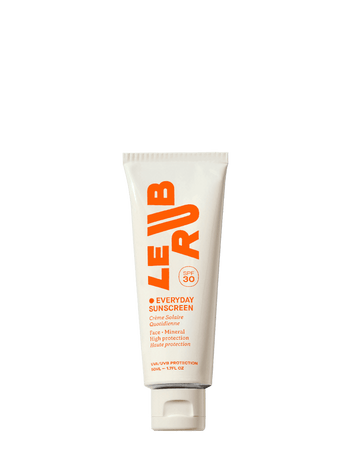 LE RUB
SPF
30
EVERYDAY
SUNSCREEN
Crème Solaire
Quotidienne
Face - Mineral
High protection
Haute protection
UVA/UVB PROTECTION
50ML – 1.7FL OZ